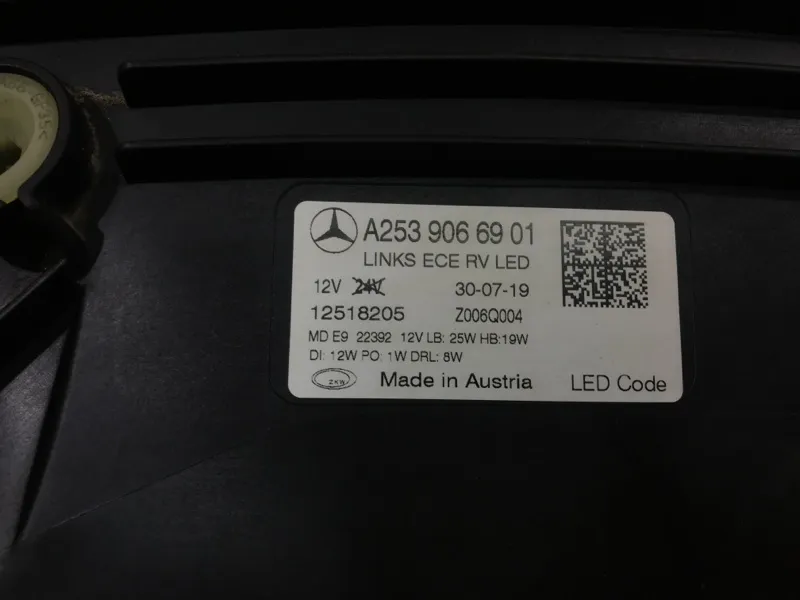 A253 906 69 01
LINKS ECE RV LED
12V 24V 30-07-19
12518205 Z006Q004
MD E9 22392 12V LB: 25W HB:19W
DI: 12W PO: 1W DRL: 8W
ZKW Made in Austria LED Code